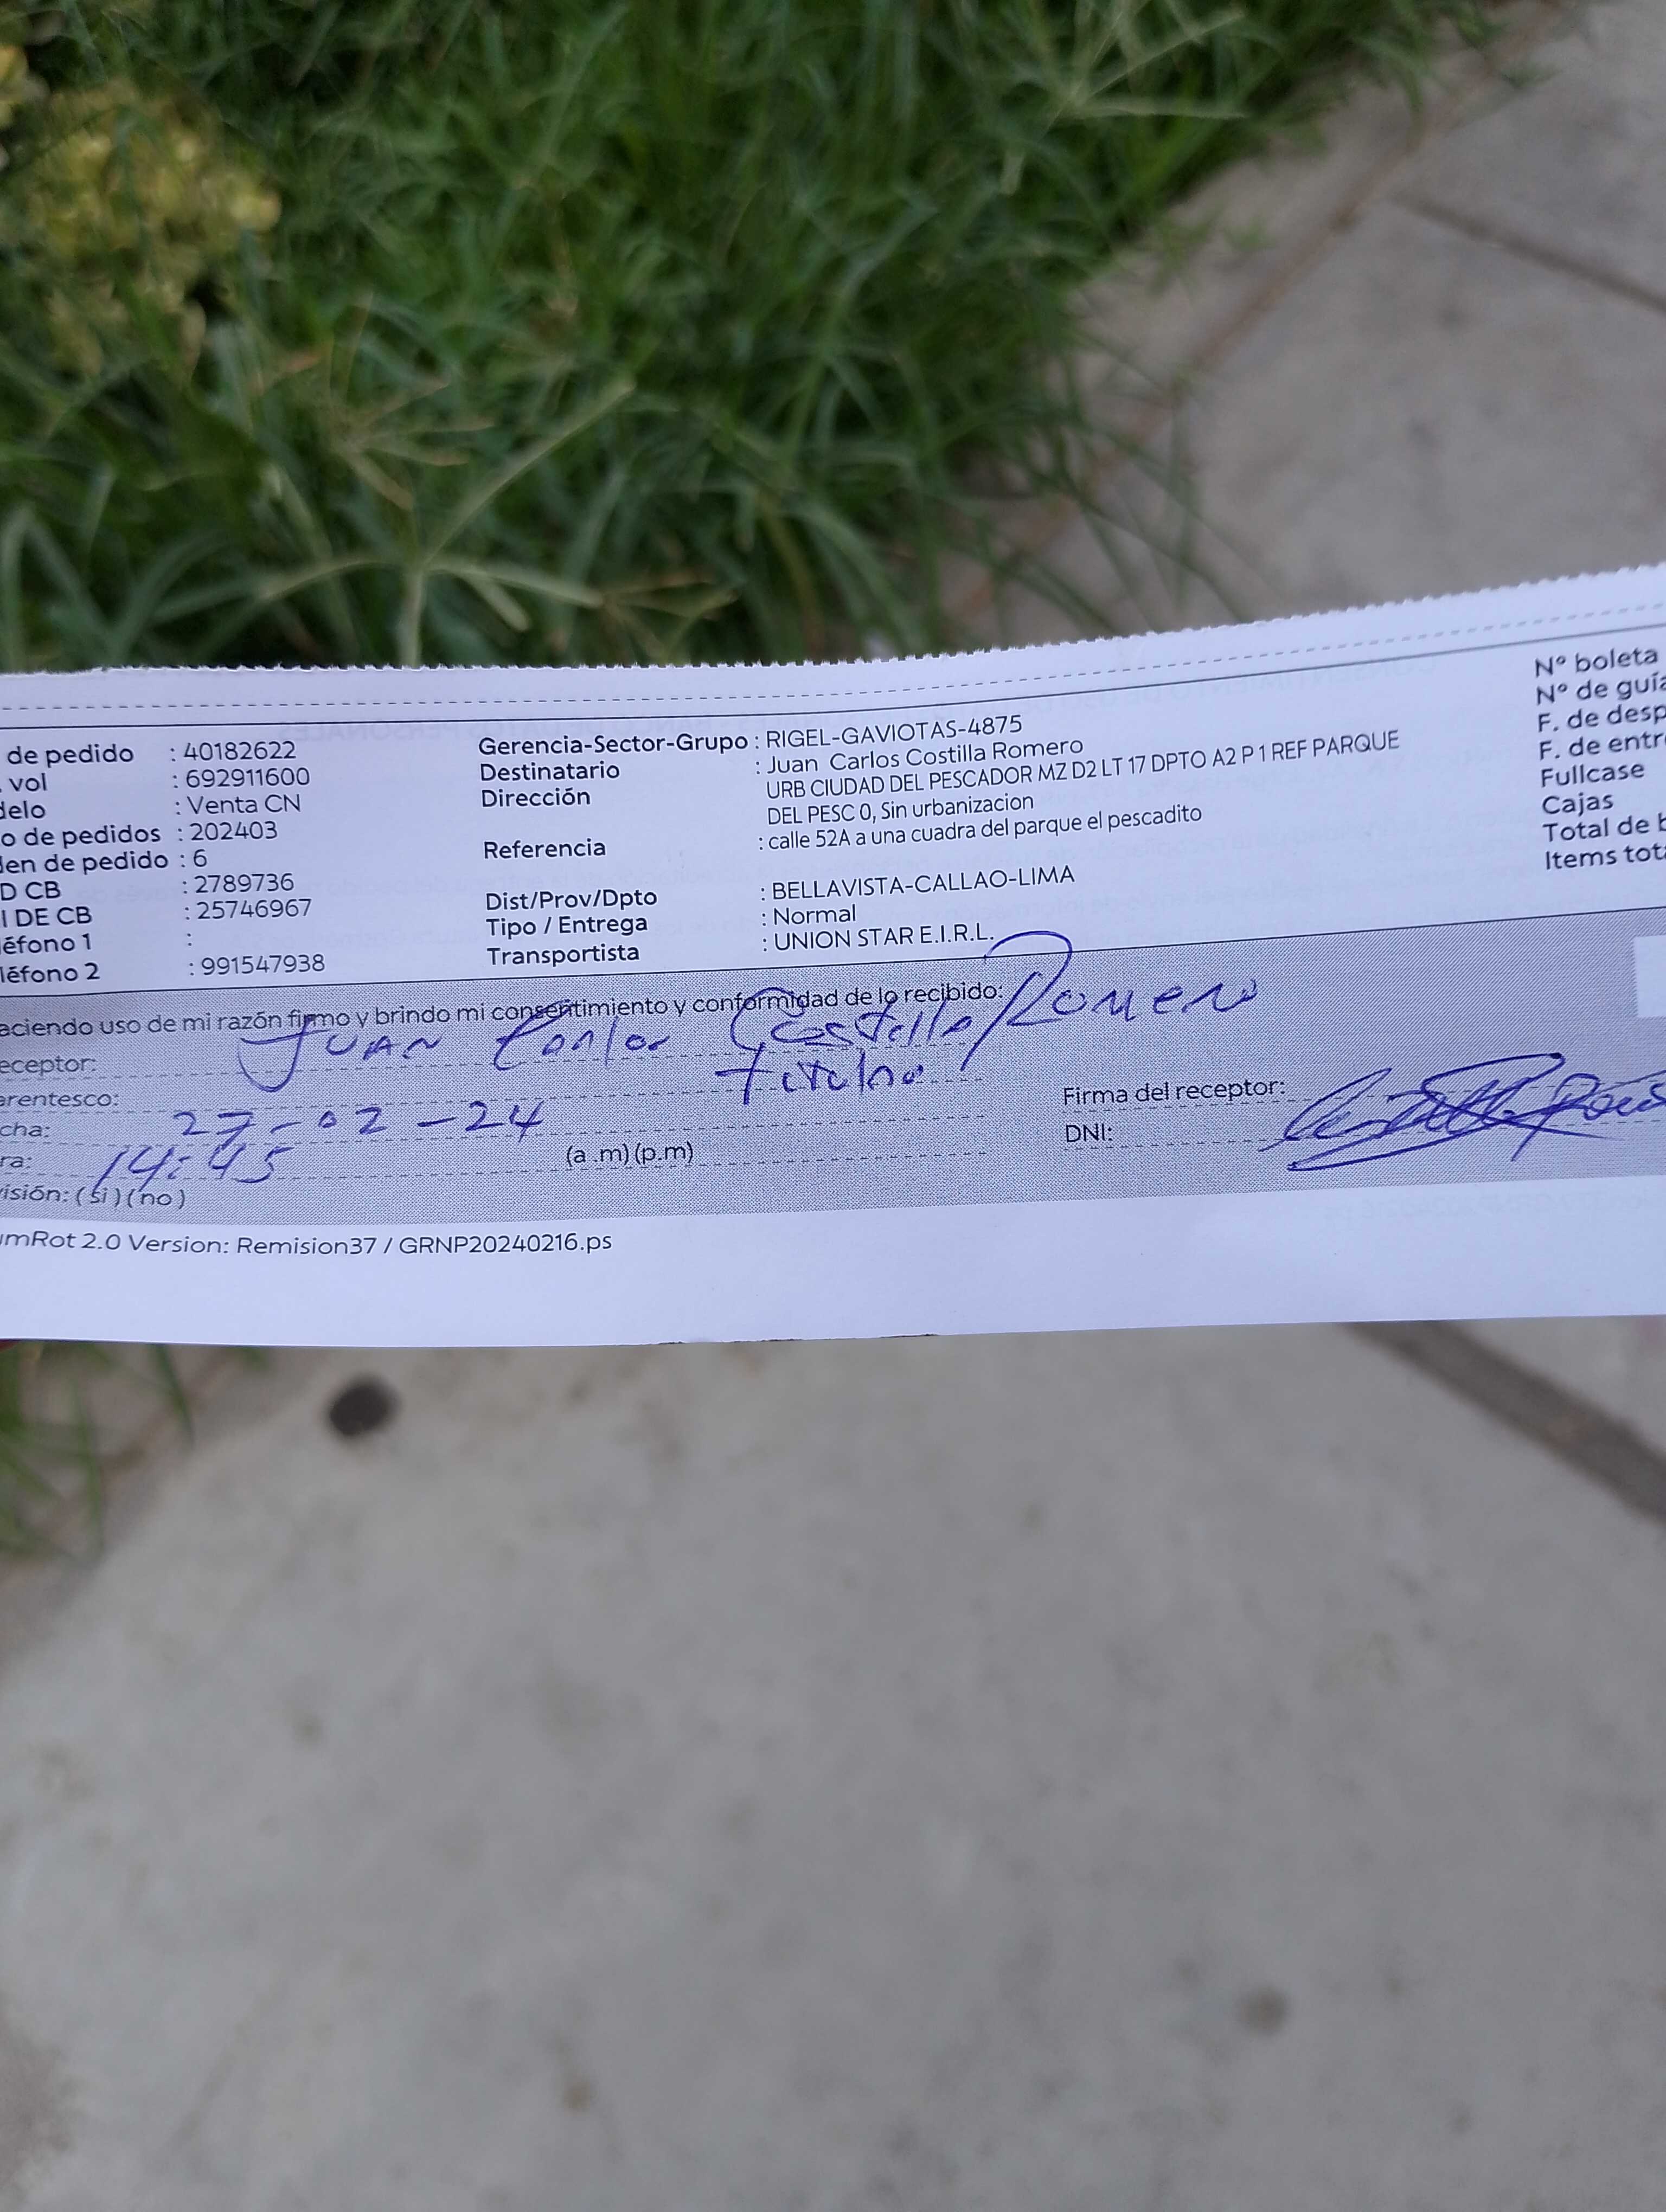 de pedido : 40182622
vol : 692911600
delo : Venta CN
o de pedidos : 202403
den de pedido : 6
D CB : 2789736
I DE CB : 25746967
éfono 1 :
léfono 2 : 991547938
Gerencia-Sector-Grupo : RIGEL-GAVIOTAS-4875
Destinatario : Juan Carlos Costilla Romero
Dirección URB CIUDAD DEL PESCADOR MZ D2 LT 17 DPTO A2 P 1 REF PARQUE
DEL PESC 0, Sin urbanizacion
Referencia : calle 52A a una cuadra del parque el pescadito
Dist/Prov/Dpto : BELLAVISTA-CALLAO-LIMA
Tipo / Entrega : Normal
Transportista : UNION STAR E.I.R.L.
Nº boleta
Nº de guía
F. de desp
F. de entr
Fullcase
Cajas
Total de b
Items tota
aciendo uso de mi razón firmo y brindo mi consentimiento y conformidad de lo recibido:
eceptor: JUAN Carlos Costilla Romero
arentesco: titular
cha: 27-02-24
ra: 14:45 (a .m) (p.m)
isión: (si) (no)
Firma del receptor:
DNI:
umRot 2.0 Version: Remision37 / GRNP20240216.ps